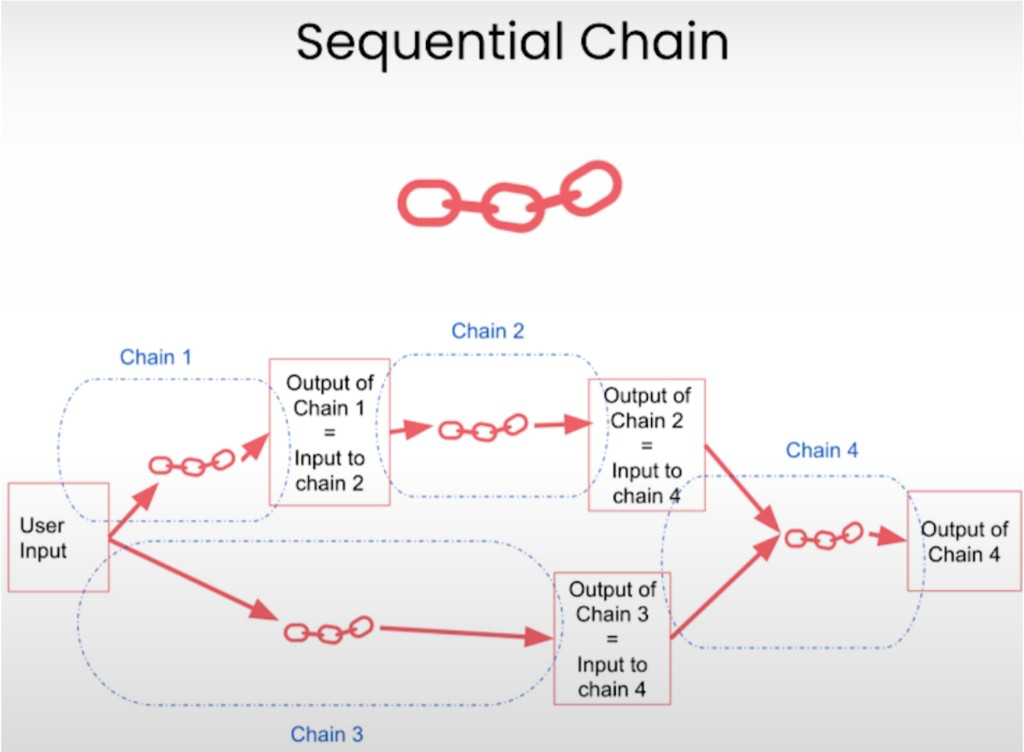 Sequential Chain
Chain 1
Chain 2
Output of
Chain 1
=
Input to
chain 2
Output of
Chain 2
=
Input to
chain 4
Chain 4
User
Input
Output of
Chain 4
Output of
Chain 3
=
Input to
chain 4
Chain 3